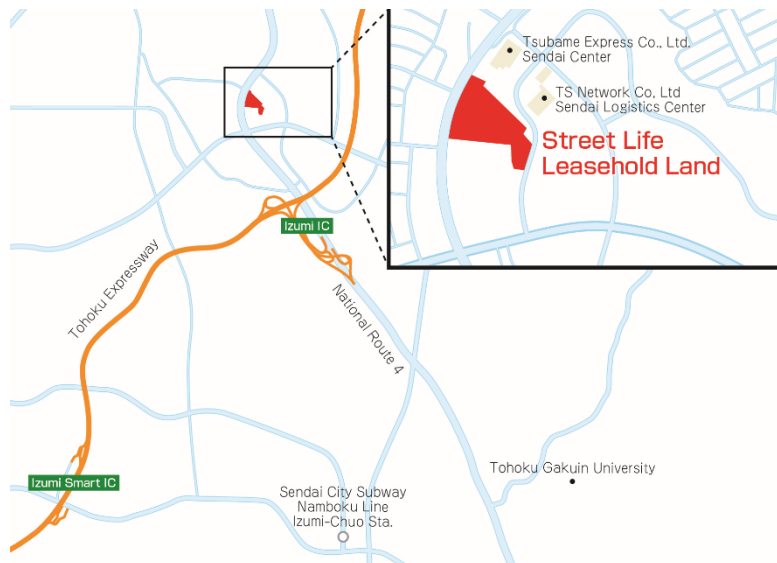 Tsubame Express Co., Ltd.
Sendai Center
TS Network Co., Ltd
Sendai Logistics Center
Street Life
Leasehold Land
Izumi IC
Tohoku Expressway
National Route 4
Izumi Smart IC
Tohoku Gakuin University
Sendai City Subway
Namboku Line
Izumi-Chuo Sta.